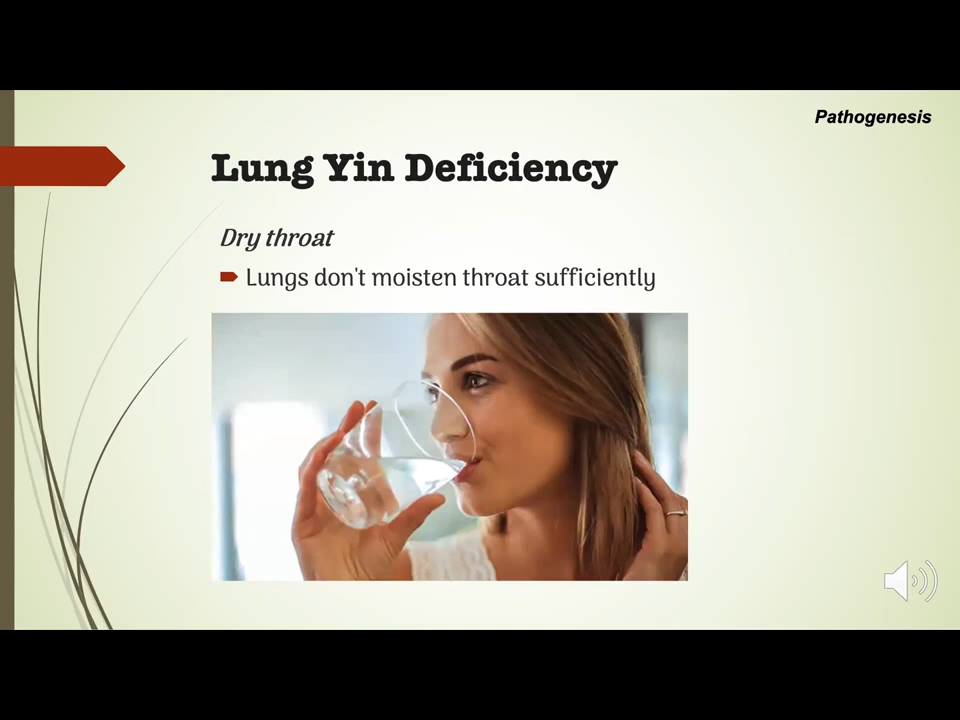 Pathogenesis
Lung Yin Deficiency
Dry throat
Lungs don't moisten throat sufficiently